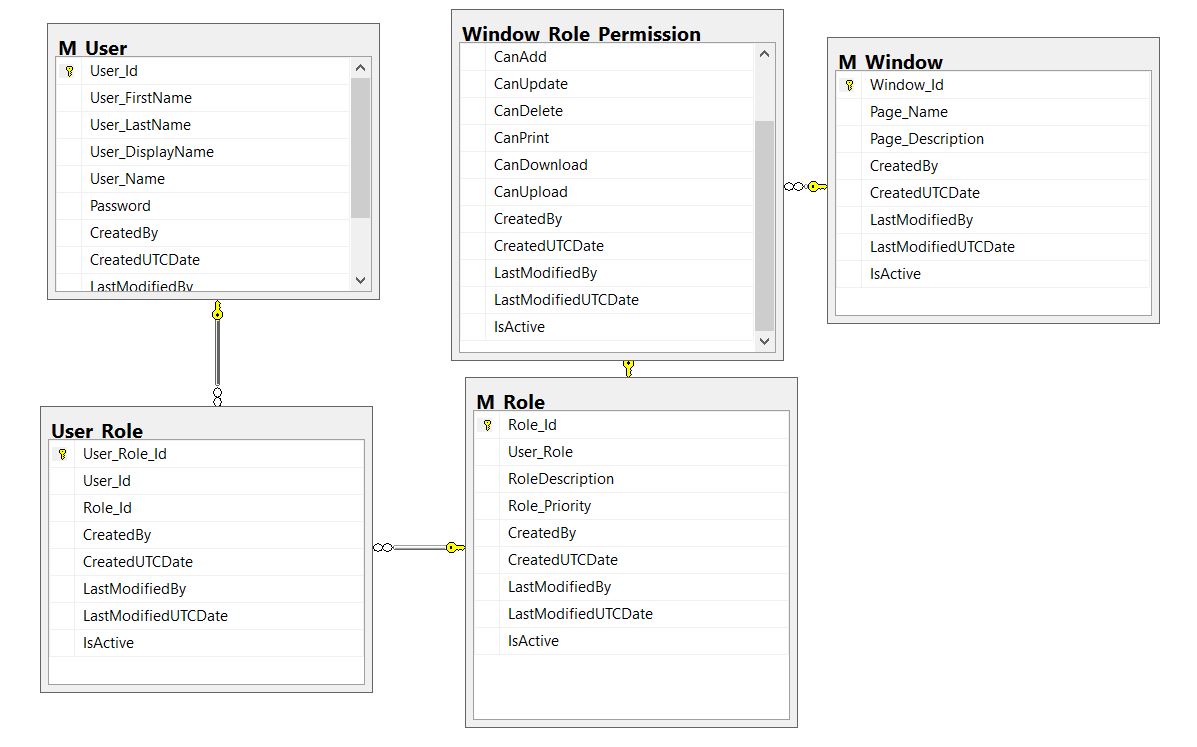 M_User
User_Id
User_FirstName
User_LastName
User_DisplayName
User_Name
Password
CreatedBy
CreatedUTCDate
LastModifiedBy
Window_Role_Permission
CanAdd
CanUpdate
CanDelete
CanPrint
CanDownload
CanUpload
CreatedBy
CreatedUTCDate
LastModifiedBy
LastModifiedUTCDate
IsActive
M_Window
Window_Id
Page_Name
Page_Description
CreatedBy
CreatedUTCDate
LastModifiedBy
LastModifiedUTCDate
IsActive
User_Role
User_Role_Id
User_Id
Role_Id
CreatedBy
CreatedUTCDate
LastModifiedBy
LastModifiedUTCDate
IsActive
M_Role
Role_Id
User_Role
RoleDescription
Role_Priority
CreatedBy
CreatedUTCDate
LastModifiedBy
LastModifiedUTCDate
IsActive